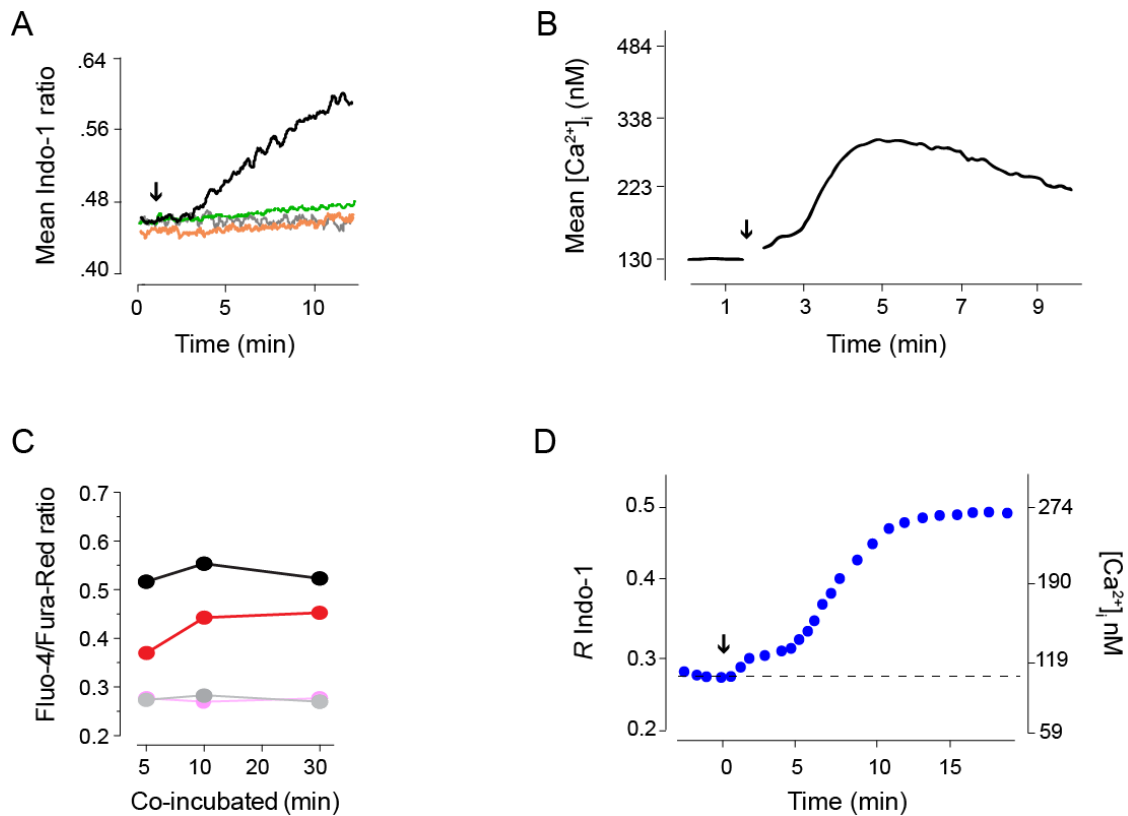 A
Mean Indo-1 ratio
.64
.56
.48
.40
0
5
10
Time (min)
B
Mean [Ca²⁺]i (nM)
484
338
223
130
1
3
5
7
9
Time (min)
C
Fluo-4/Fura-Red ratio
0.7
0.6
0.5
0.4
0.3
0.2
5
10
20
30
Co-incubated (min)
D
R Indo-1
0.5
0.4
0.3
0.2
0
5
10
15
Time (min)
274
190
119
59
[Ca²⁺]i nM